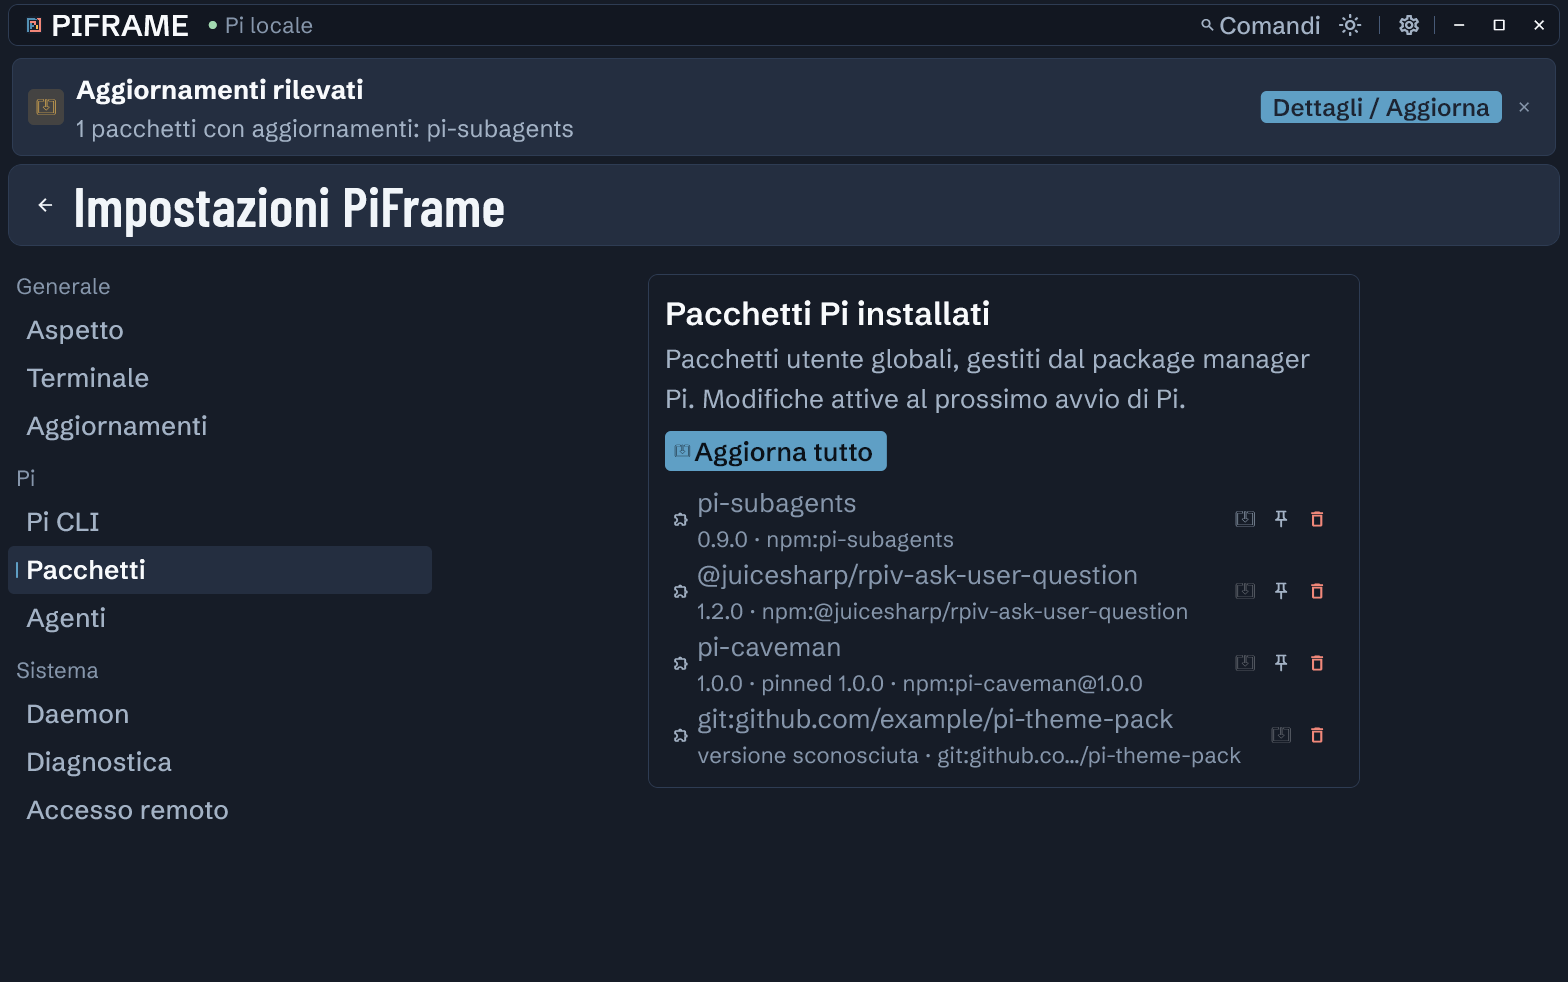 PIFRAME
Pi locale
Comandi
Aggiornamenti rilevati
1 pacchetti con aggiornamenti: pi-subagents
Dettagli / Aggiorna
Impostazioni PiFrame
Generale
Aspetto
Terminale
Aggiornamenti
Pi
Pi CLI
Pacchetti
Agenti
Sistema
Daemon
Diagnostica
Accesso remoto
Pacchetti Pi installati
Pacchetti utente globali, gestiti dal package manager
Pi. Modifiche attive al prossimo avvio di Pi.
Aggiorna tutto
pi-subagents
0.9.0 · npm:pi-subagents
@juicesharp/rpiv-ask-user-question
1.2.0 · npm:@juicesharp/rpiv-ask-user-question
pi-caveman
1.0.0 · pinned 1.0.0 · npm:pi-caveman@1.0.0
git:github.com/example/pi-theme-pack
versione sconosciuta · git:github.co…/pi-theme-pack